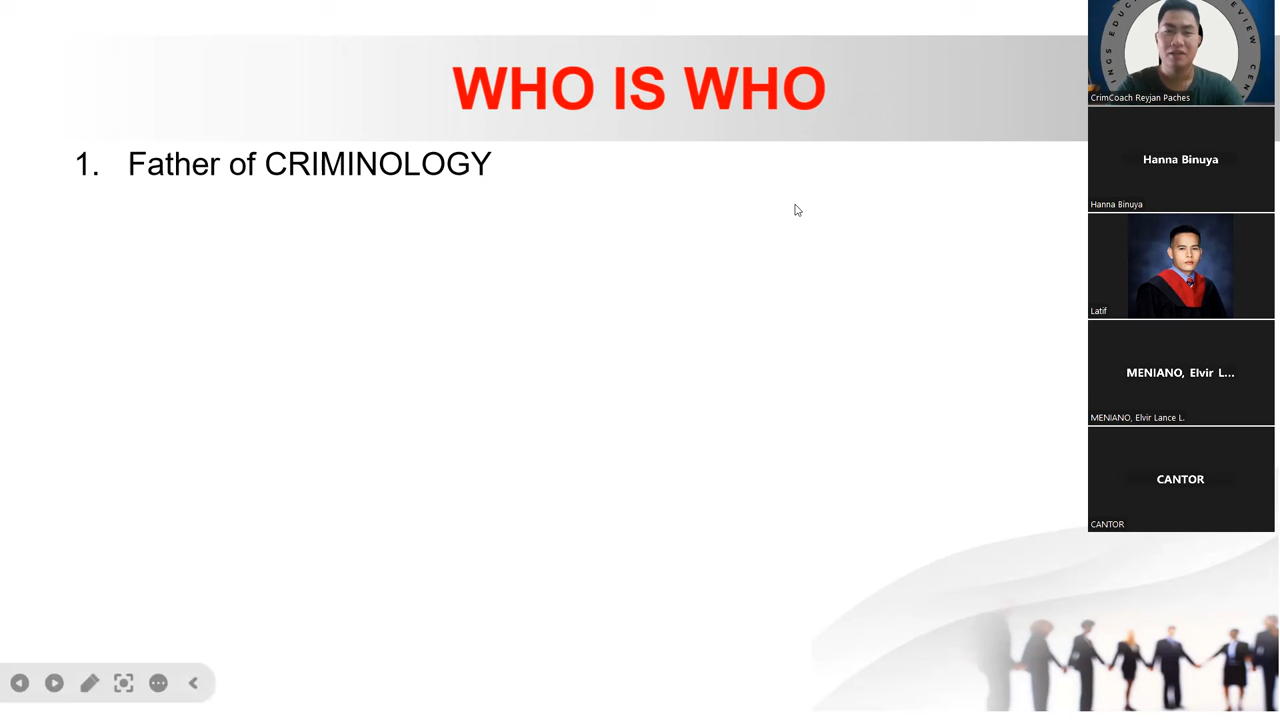 WHO IS WHO
1. Father of CRIMINOLOGY
CrimCoach Reyjan Paches
Hanna Binuya
Hanna Binuya
Latif
MENIANO, Elvir L...
MENIANO, Elvir Lance L.
CANTOR
CANTOR